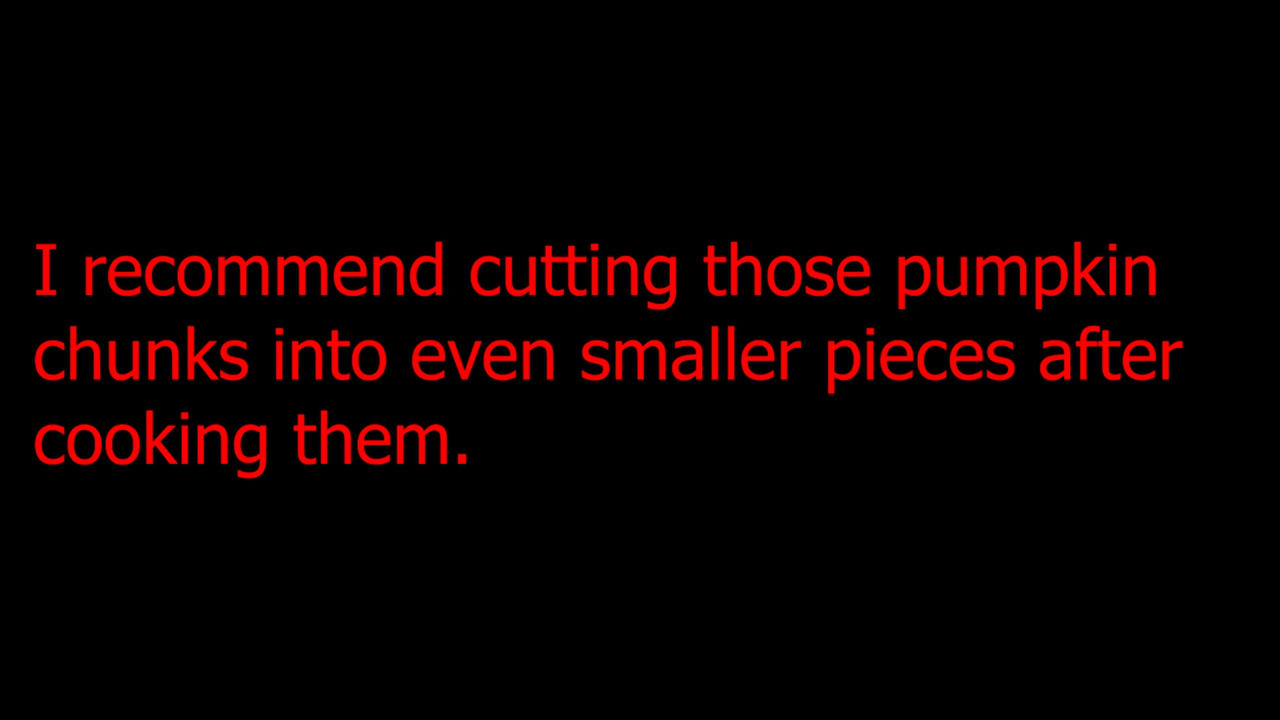 I recommend cutting those pumpkin
chunks into even smaller pieces after
cooking them.